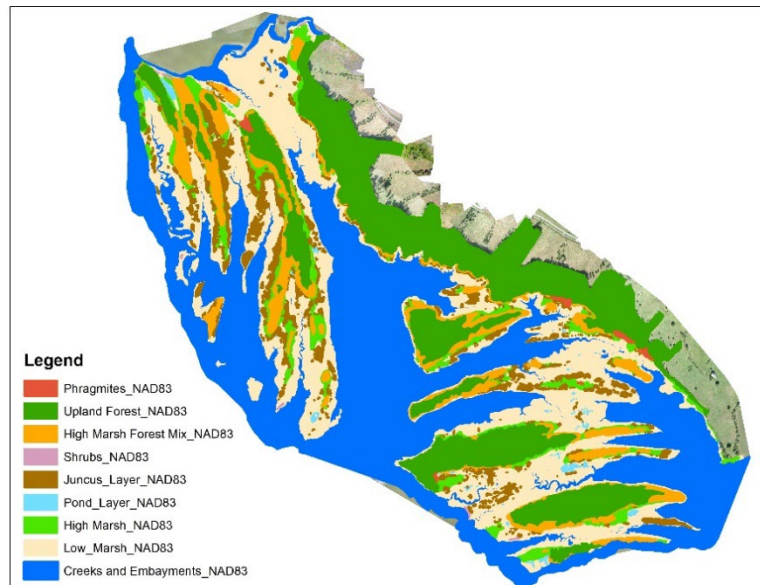 Legend
Phragmites_NAD83
Upland Forest_NAD83
High Marsh Forest Mix_NAD83
Shrubs_NAD83
Juncus_Layer_NAD83
Pond_Layer_NAD83
High Marsh_NAD83
Low_Marsh_NAD83
Creeks and Embayments_NAD83